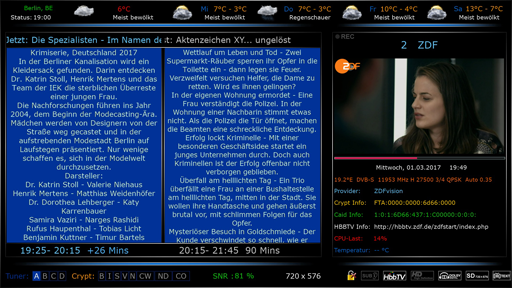 Berlin, BE
Status: 19:00
6°C
Meist bewölkt
Mi 7°C - 3°C
Meist bewölkt
Do 7°C - 3°C
Regenschauer
Fr 10°C - 4°C
Meist bewölkt
Sa 13°C - 7°C
Meist bewölkt
Jetzt: Die Spezialisten - Im Namen de
t: Aktenzeichen XY... ungelöst
Krimiserie, Deutschland 2017
In der Berliner Kanalisation wird ein
Kleidersack gefunden. Darin entdecken
Dr. Katrin Stoll, Henrik Mertens und das
Team der IEK die sterblichen Überreste
einer jungen Frau.
Die Nachforschungen führen ins Jahr
2004, dem Beginn der Modecasting-Ära.
Mädchen werden von Designern von der
Straße weg gecastet und in der
aufstrebenden Modestadt Berlin auf
Laufstegen präsentiert. Nur wenige
schaffen es, sich in der Modelwelt
durchzusetzen.
Darsteller:
Dr. Katrin Stoll - Valerie Niehaus
Henrik Mertens - Matthias Weidenhöfer
Dr. Dorothea Lehberger - Katy
Karrenbauer
Samira Vaziri - Narges Rashidi
Rufus Haupenthal - Tobias Licht
Benjamin Kuttner - Timur Bartels
19:25- 20:15 +26 Mins
Wettlauf um Leben und Tod - Zwei
Supermarkt-Räuber sperren ihr Opfer in die
Toilette ein - dann legen sie Feuer.
Verzweifelt versuchen Helfer, die Dame zu
retten. Wird es ihnen gelingen?
In der eigenen Wohnung ermordet - Eine
Frau verständigt die Polizei. In der
Wohnung einer Nachbarin stimmt etwas
nicht. Als die Polizei die Tür öffnet, machen
die Beamten eine schreckliche Entdeckung.
Erfolg lockt Kriminelle - Mit einer
besonderen Geschäftsidee startet ein
junges Unternehmen durch. Doch auch
Kriminellen ist der Erfolg offenbar nicht
verborgen geblieben.
Überfall am helllichten Tag - Ein Trio
überfällt eine Frau an einer Bushaltestelle
am helllichten Tag, mitten in der Stadt. Sie
wollen ihre Handtasche und gehen äußerst
brutal vor, mit schlimmen Folgen für das
Opfer.
Mysteriöser Besuch in Goldschmiede - Der
Kunde verschwindet so schnell, wie er
20:15- 21:45 90 Mins
REC
2 ZDF
ZDF
Mittwoch, 01.03.2017 19:49
19.2°E DVB-S 11953 MHz H 27500 3/4 QPSK Auto 0.35
Provider: ZDFvision
Crypt Info: FTA:0000:0000:6d66:0000
Caid Info: 1:0:1:6D66:437:1:C00000:0:0:0:
HBBTV Info: http://hbbtv.zdf.de/zdfstart/index.php
CPU-Last: 14%
Temperatur: -- °C
Tuner: A B C D
Crypt: B I S V N CW ND CO
SNR : 81 %
720 x 576
HbbTV
HD
SD